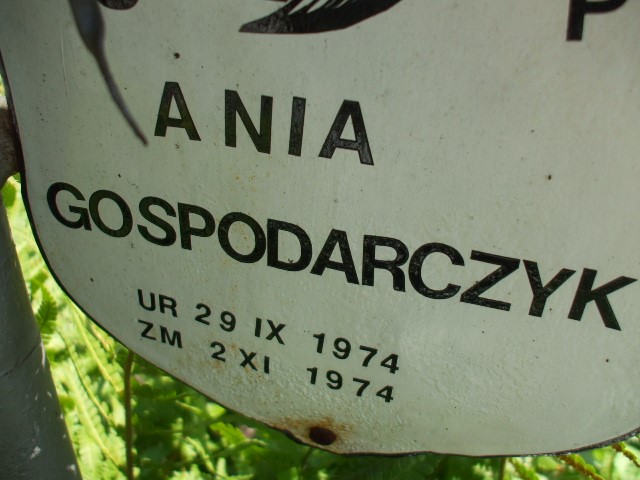 P
ANIA
GOSPODARCZYK
UR 29 IX 1974
ZM 2 XI 1974